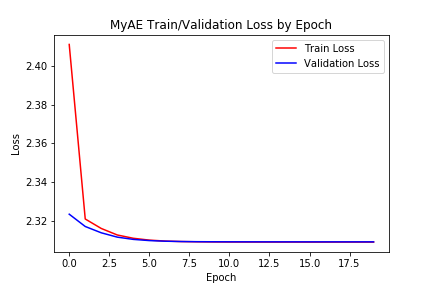 MyAE Train/Validation Loss by Epoch
Train Loss
Validation Loss
2.40
2.38
2.36
2.34
2.32
Loss
0.0 2.5 5.0 7.5 10.0 12.5 15.0 17.5
Epoch